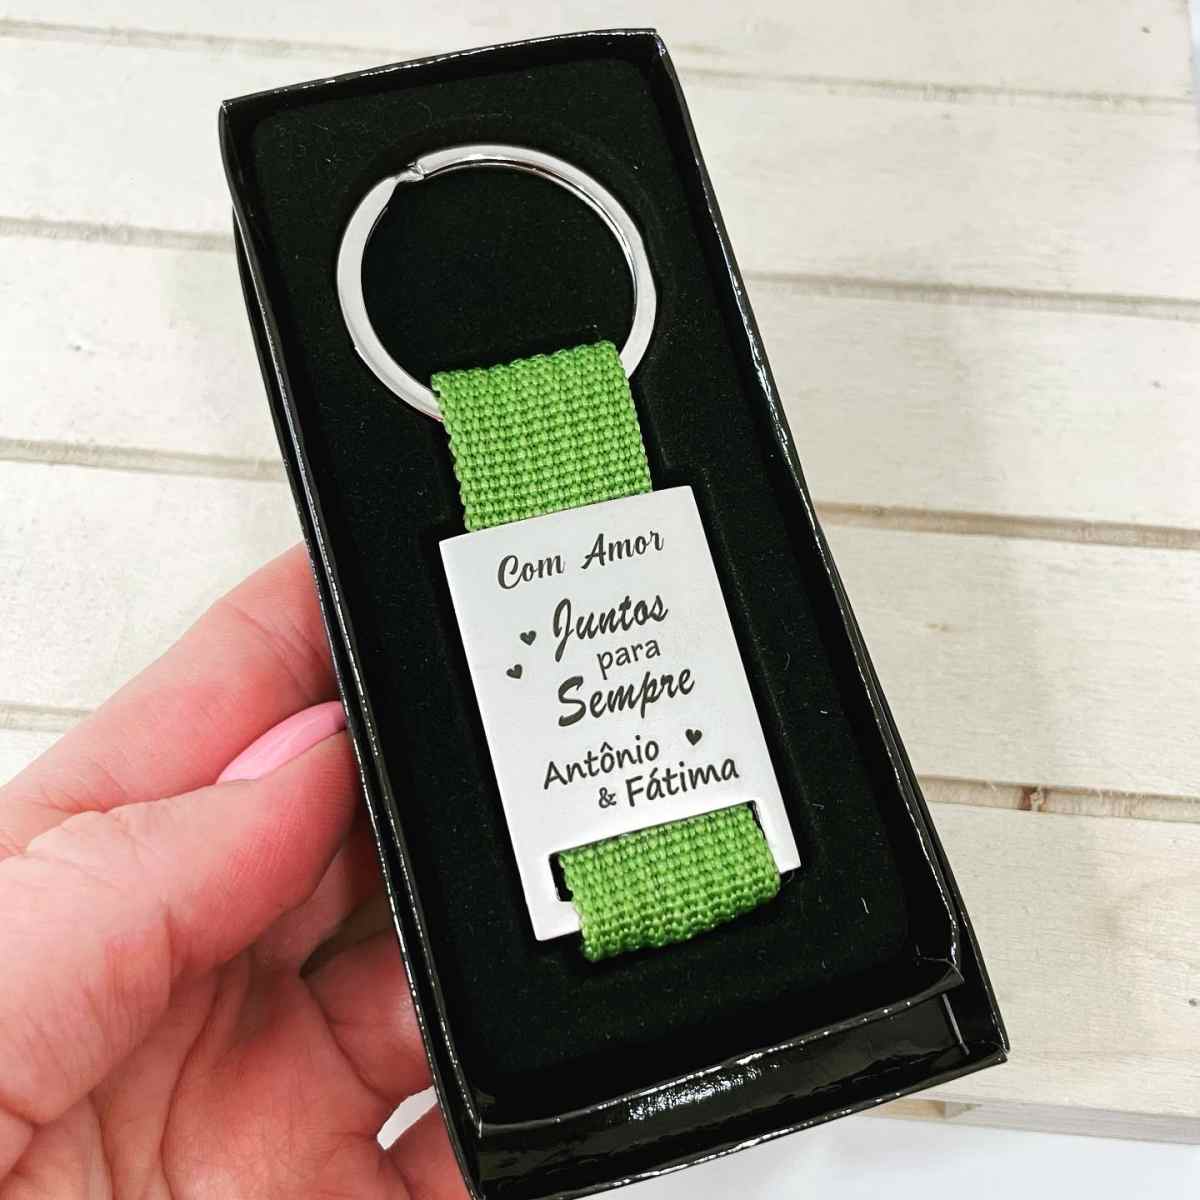 Com Amor
Juntos
para
Sempre
Antônio
& Fátima